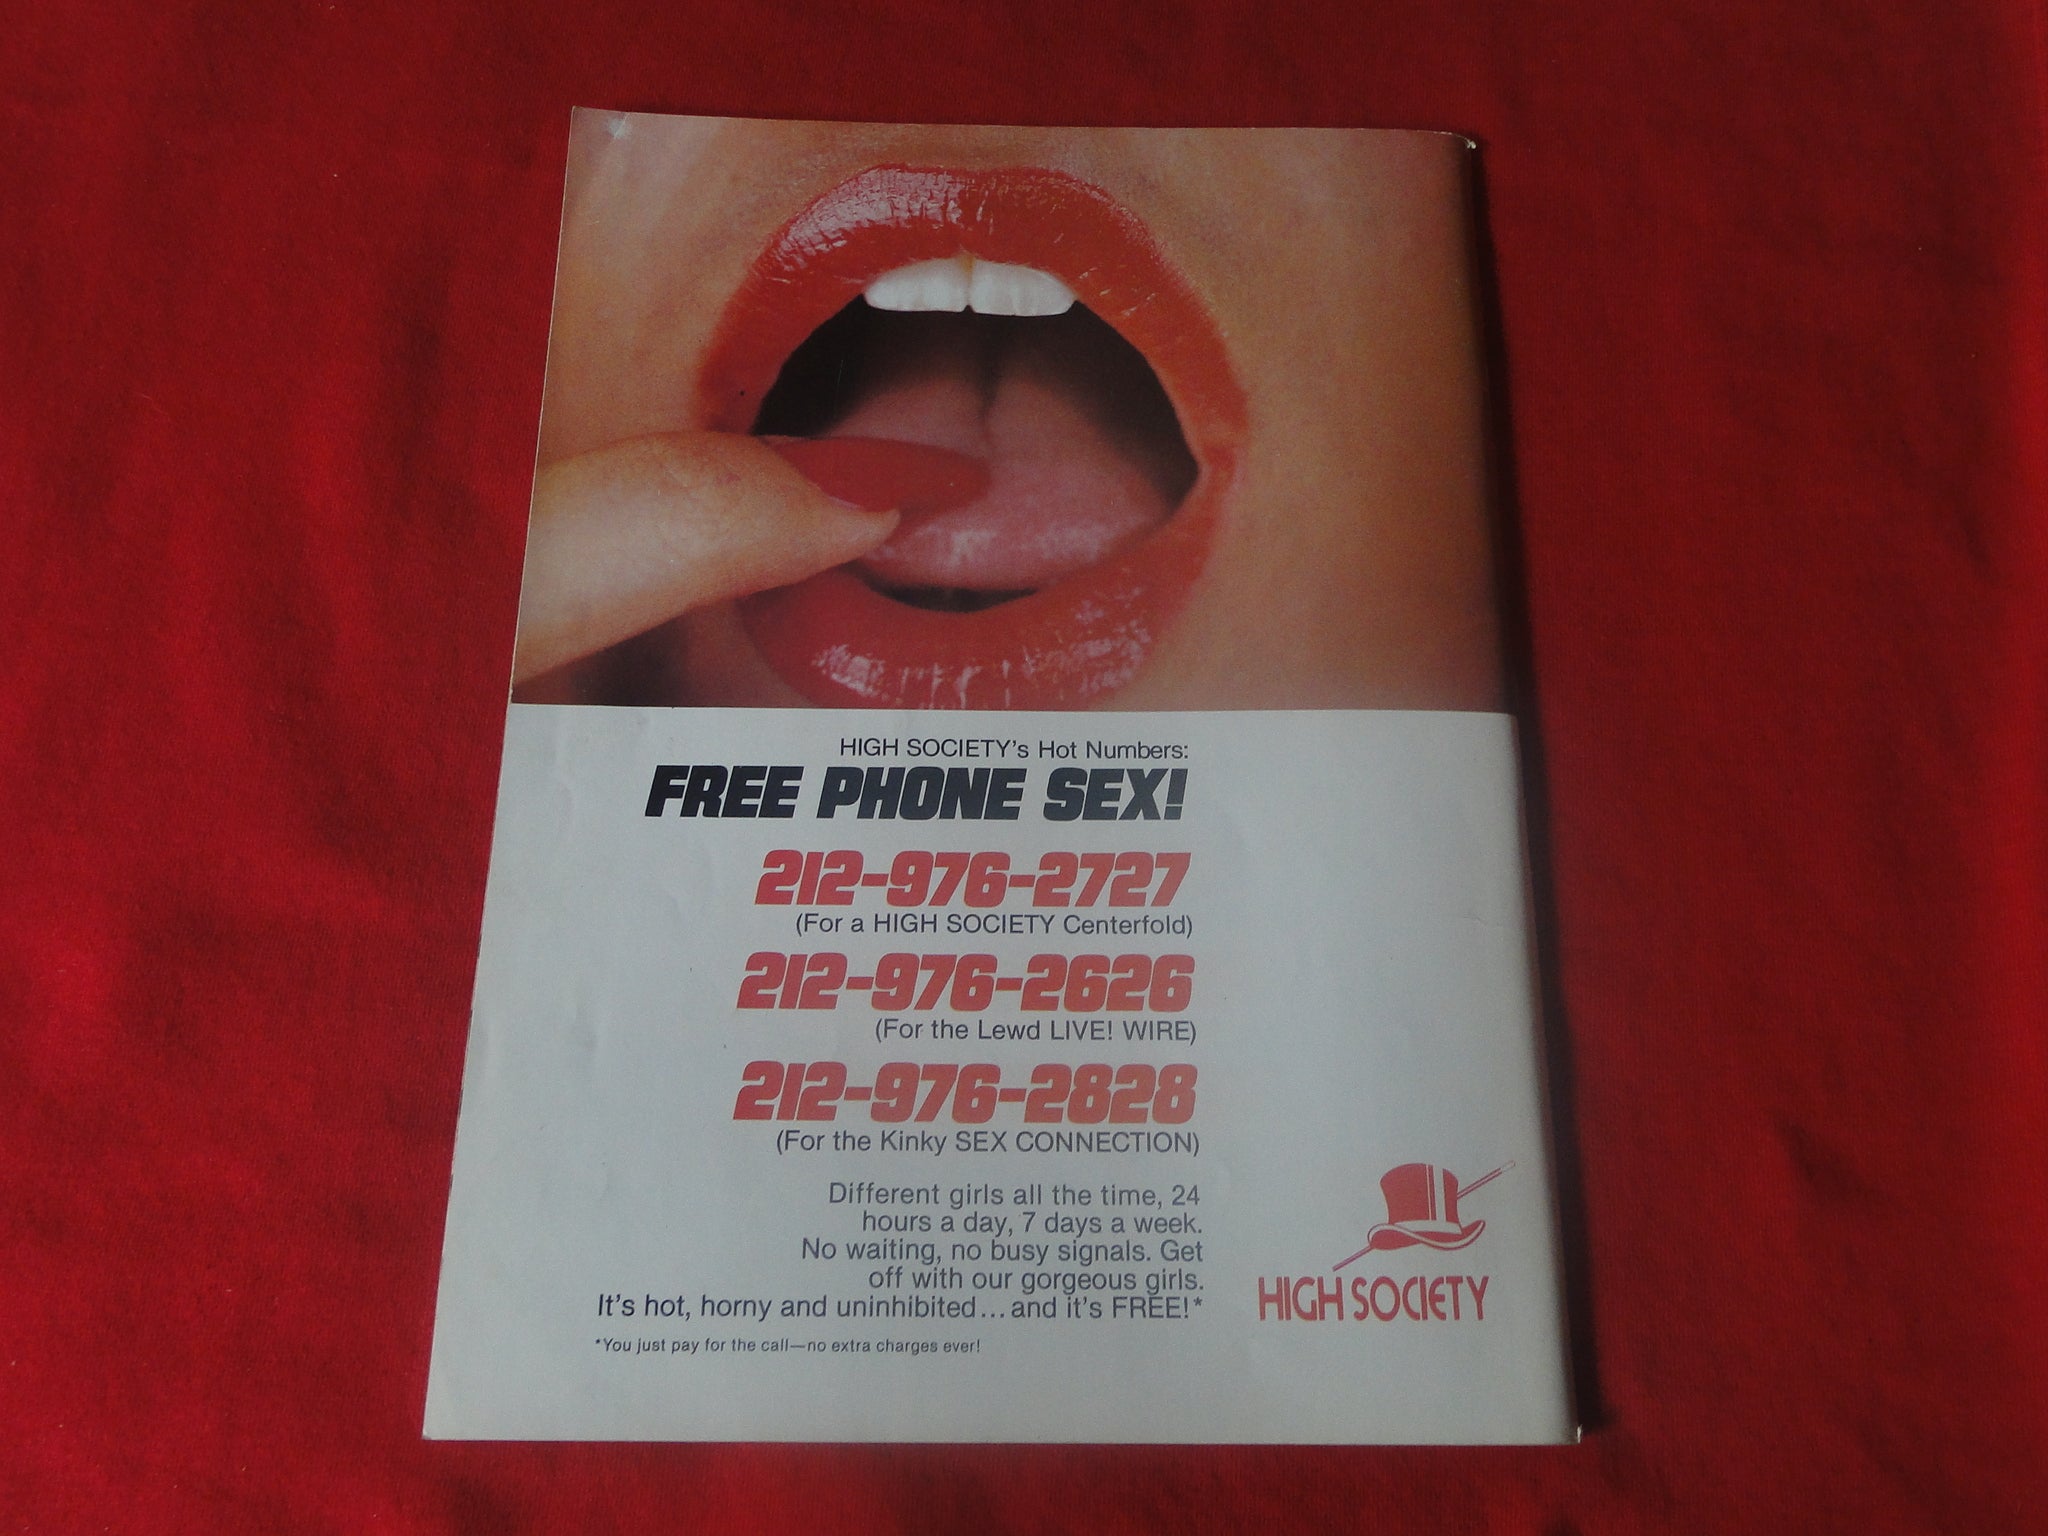 HIGH SOCIETY's Hot Numbers:
FREE PHONE SEX!
212-976-2727
(For a HIGH SOCIETY Centerfold)
212-976-2626
(For the Lewd LIVE! WIRE)
212-976-2828
(For the Kinky SEX CONNECTION)
Different girls all the time, 24
hours a day, 7 days a week.
No waiting, no busy signals. Get
off with our gorgeous girls.
It's hot, horny and uninhibited...and it's FREE!*
*You just pay for the call—no extra charges ever!
HIGH SOCIETY